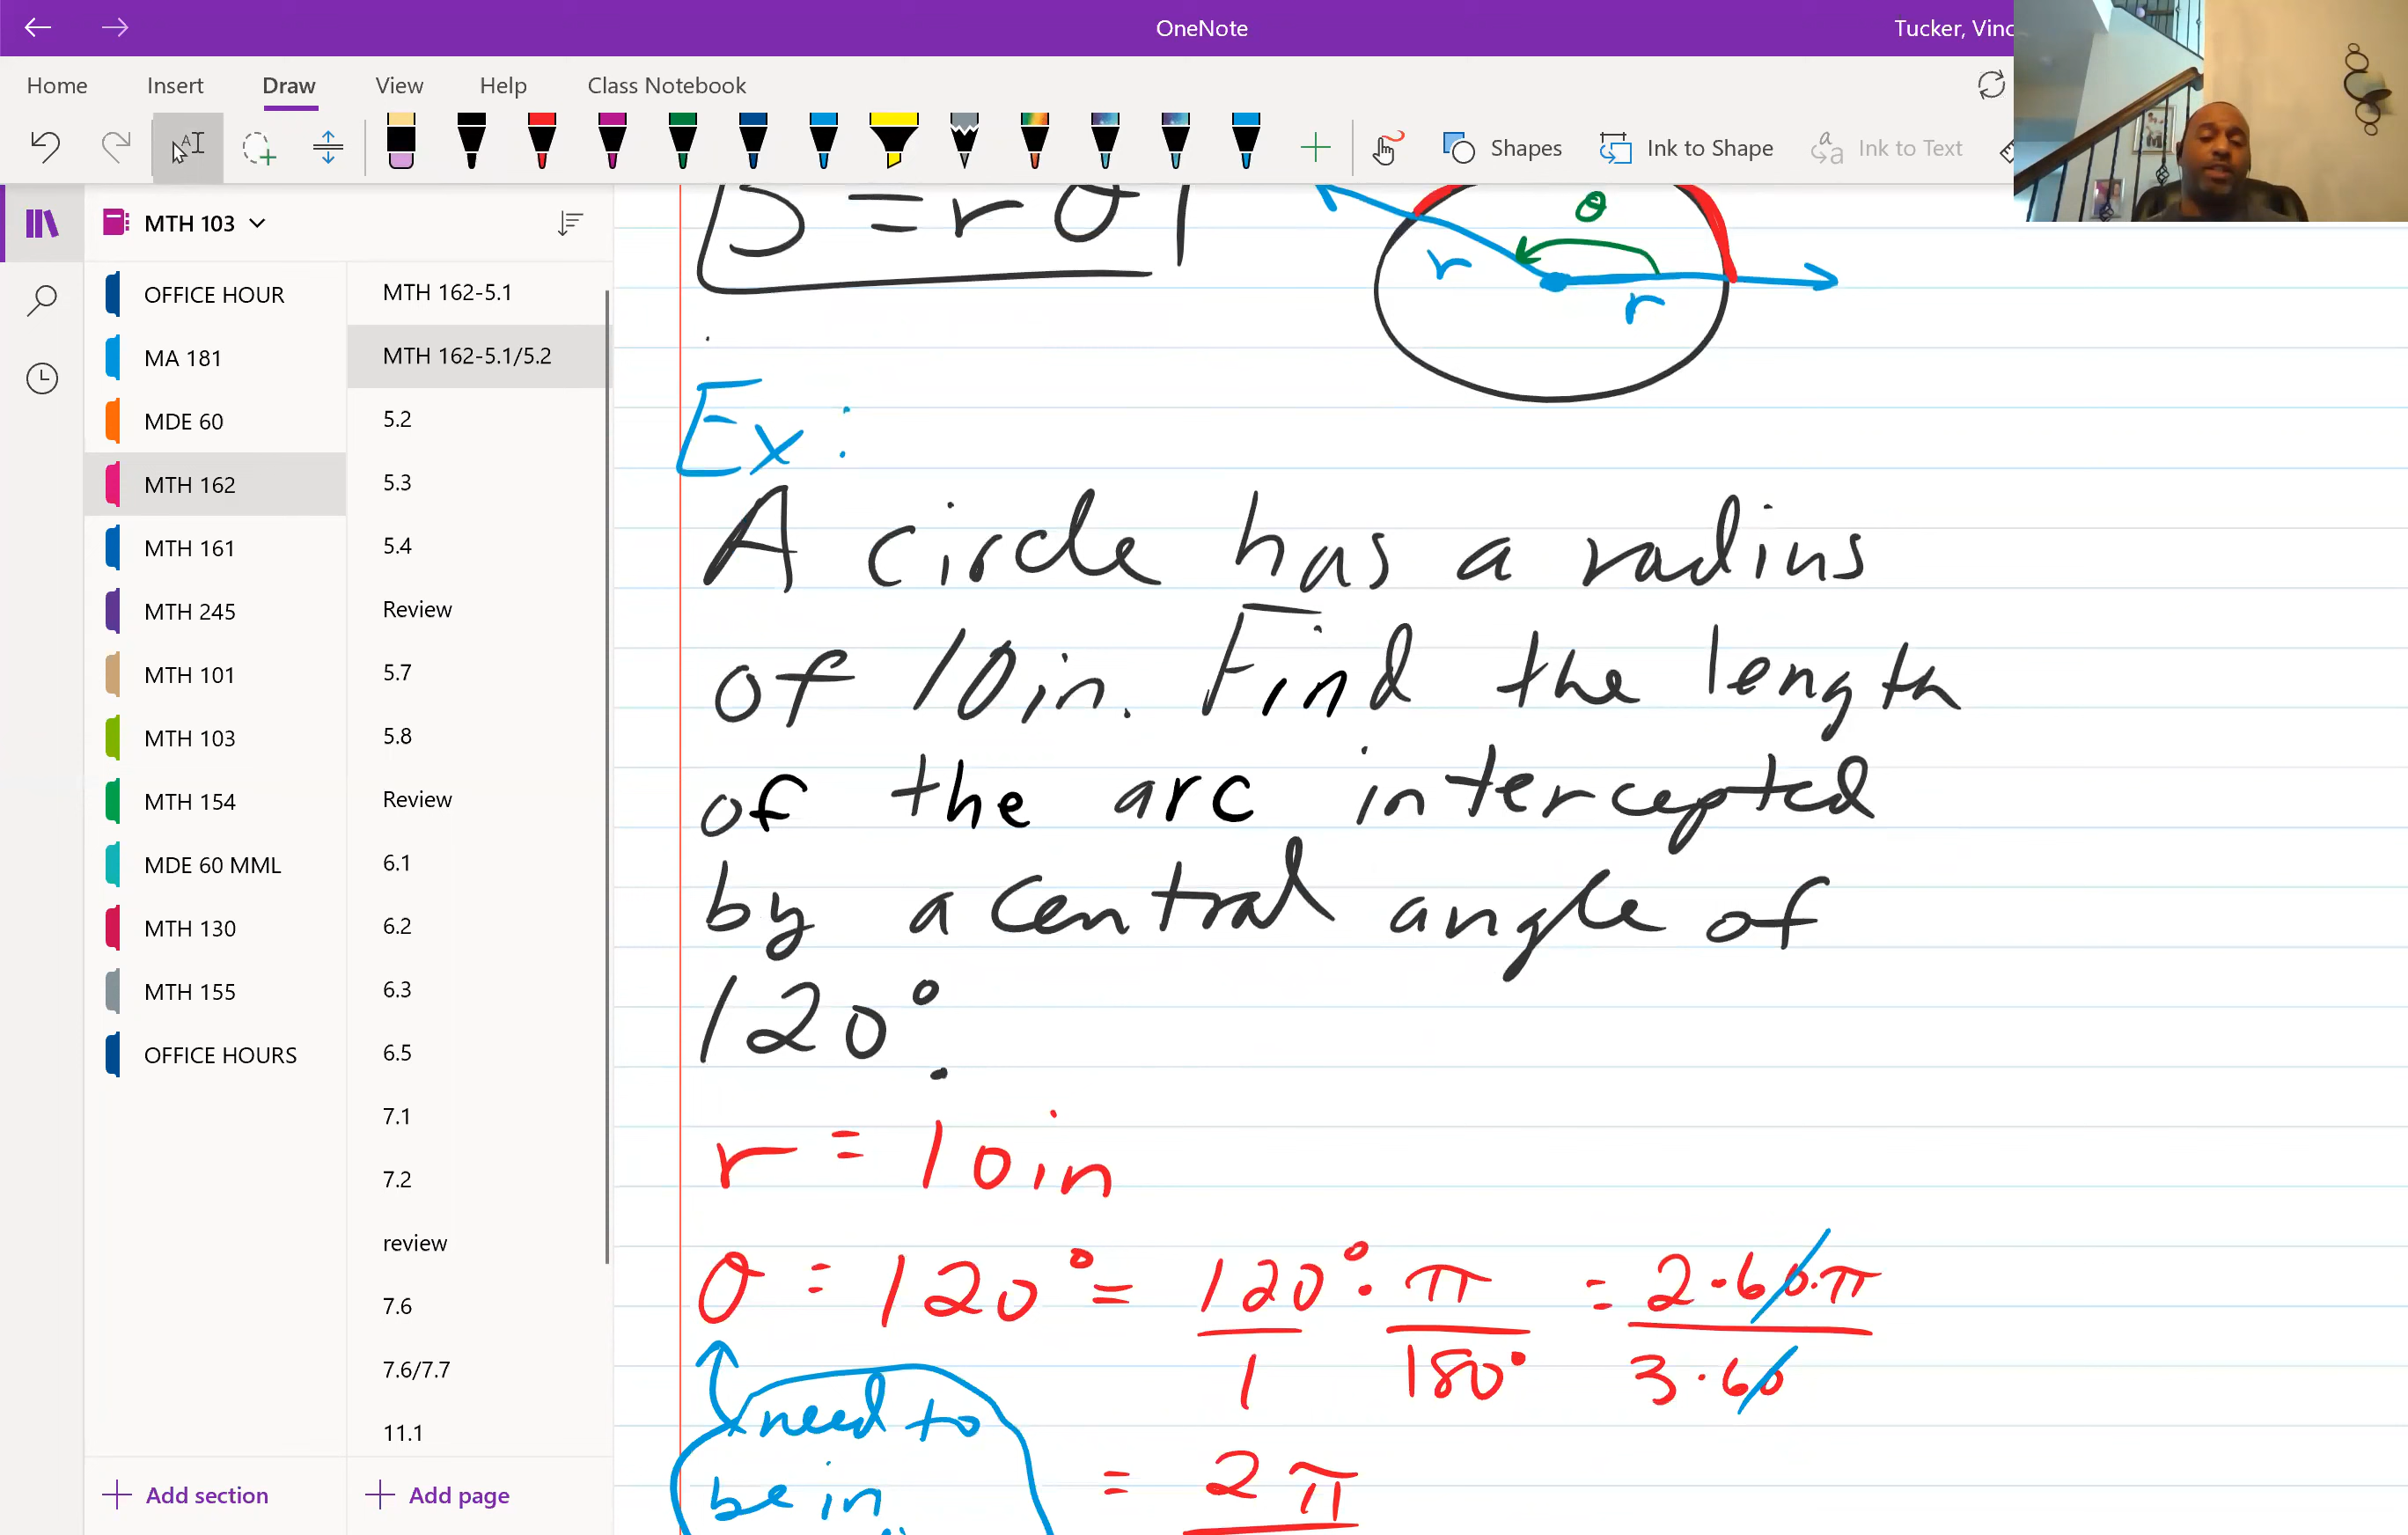 OneNote
Tucker, Vinc
Home Insert Draw View Help Class Notebook
Shapes Ink to Shape Ink to Text
MTH 103
OFFICE HOUR
MA 181
MDE 60
MTH 162
MTH 161
MTH 245
MTH 101
MTH 103
MTH 154
MDE 60 MML
MTH 130
MTH 155
OFFICE HOURS
Add section
MTH 162-5.1
MTH 162-5.1/5.2
5.2
5.3
5.4
Review
5.7
5.8
Review
6.1
6.2
6.3
6.5
7.1
7.2
review
7.6
7.6/7.7
11.1
Add page
S = rθ
θ
r
r
Ex:
A circle has a radius
of 10in. Find the length
of the arc intercepted
by a central angle of
120°.
r = 10in
θ = 120° = 120°/1 · π/180° = 2·60·π/3·60
need to
be in
= 2π